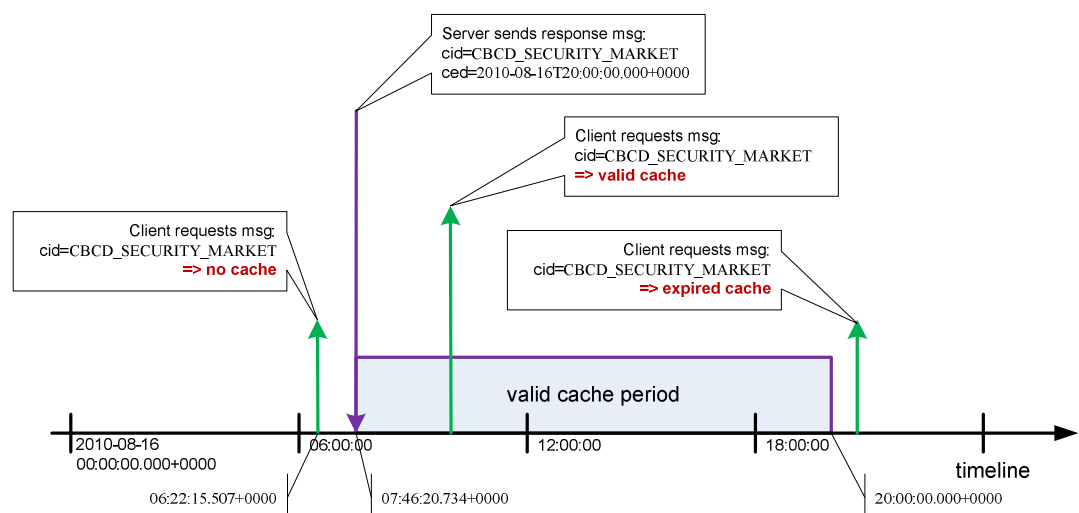 Server sends response msg:
cid=CBCD_SECURITY_MARKET
ced=2010-08-16T20:00:00.000+0000
Client requests msg:
cid=CBCD_SECURITY_MARKET
=> valid cache
Client requests msg:
cid=CBCD_SECURITY_MARKET
=> no cache
Client requests msg:
cid=CBCD_SECURITY_MARKET
=> expired cache
valid cache period
2010-08-16
00:00:00.000+0000
06:00:00
12:00:00
18:00:00
timeline
06:22:15.507+0000
07:46:20.734+0000
20:00:00.000+0000